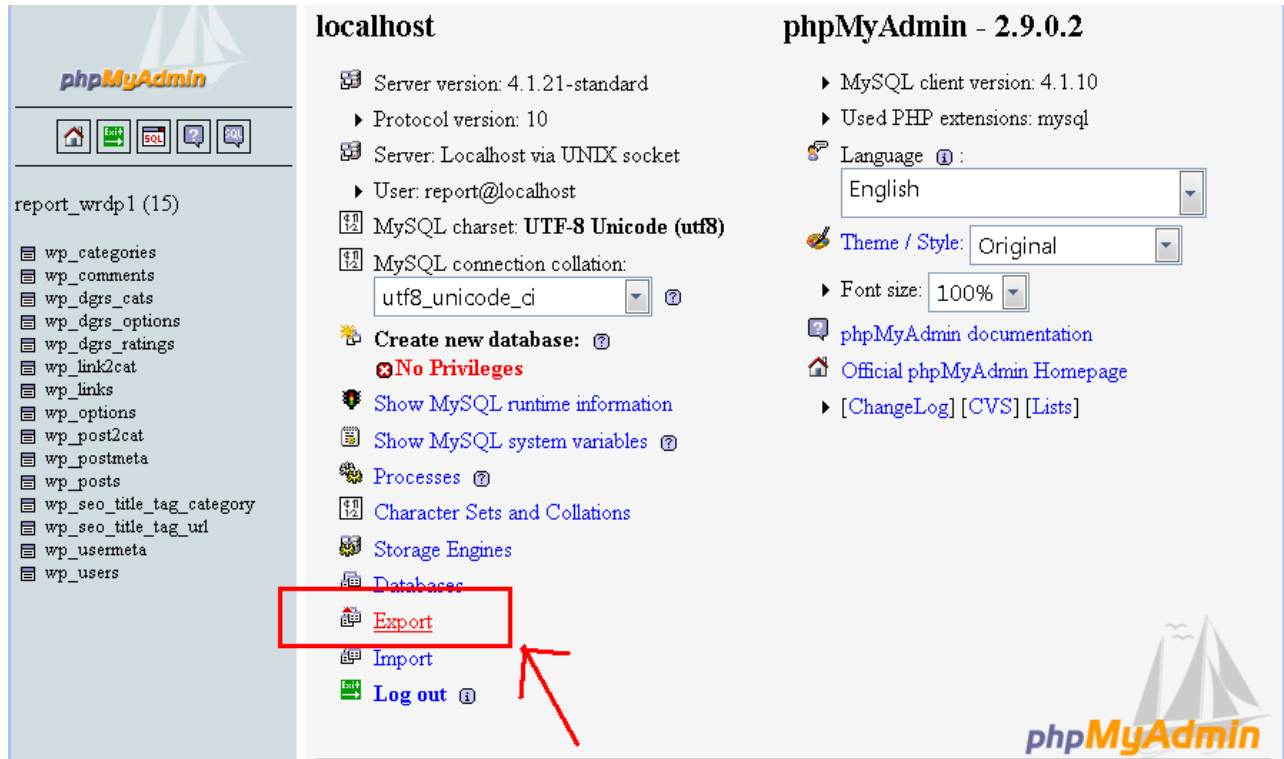 phpMyAdmin
Exit
SQL
SQL
report_wrdp1 (15)
wp_categories
wp_comments
wp_dgrs_cats
wp_dgrs_options
wp_dgrs_ratings
wp_link2cat
wp_links
wp_options
wp_post2cat
wp_postmeta
wp_posts
wp_seo_title_tag_category
wp_seo_title_tag_url
wp_usermeta
wp_users
localhost
Server version: 4.1.21-standard
Protocol version: 10
Server: Localhost via UNIX socket
User: report@localhost
MySQL charset: UTF-8 Unicode (utf8)
MySQL connection collation:
utf8_unicode_ci
Create new database:
No Privileges
Show MySQL runtime information
Show MySQL system variables
Processes
Character Sets and Collations
Storage Engines
Databases
Export
Import
Exit
Log out
phpMyAdmin - 2.9.0.2
MySQL client version: 4.1.10
Used PHP extensions: mysql
Language :
English
Theme / Style: Original
Font size: 100%
phpMyAdmin documentation
Official phpMyAdmin Homepage
[ChangeLog] [CVS] [Lists]
phpMyAdmin